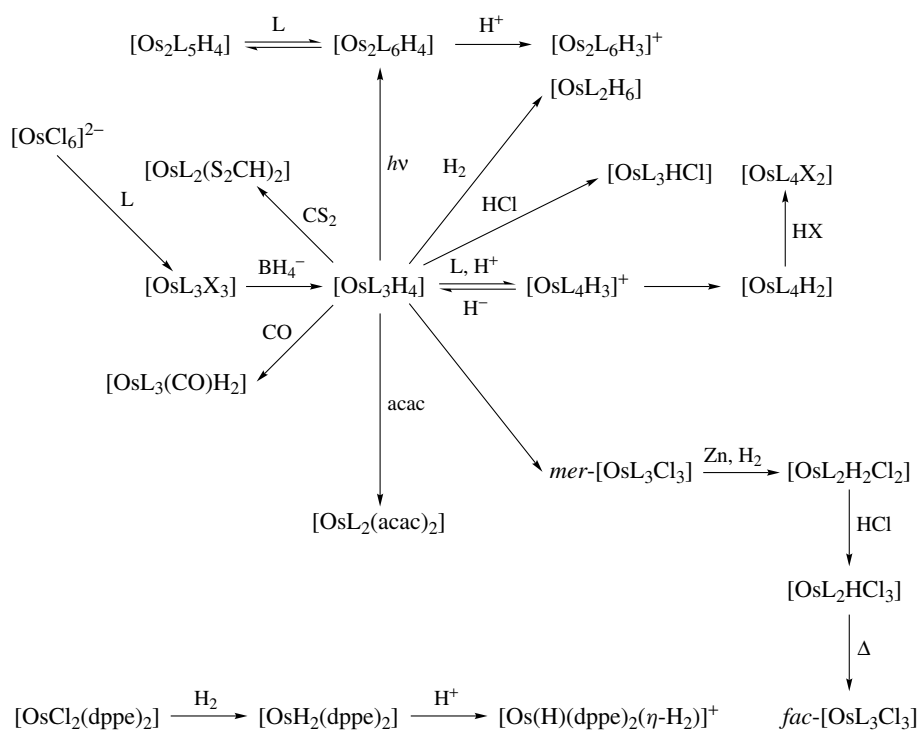 [Os₂L₅H₄] L [Os₂L₆H₄] H⁺ [Os₂L₆H₃]⁺
[OsL₂H₆]
[OsCl₆]²⁻
[OsL₂(S₂CH)₂] hν H₂ [OsL₃HCl] [OsL₄X₂]
L CS₂ HCl HX
[OsL₃X₃] BH₄⁻ [OsL₃H₄] L, H⁺ H⁻ [OsL₄H₃]⁺ [OsL₄H₂]
CO
[OsL₃(CO)H₂] acac
mer-[OsL₃Cl₃] Zn, H₂ [OsL₂H₂Cl₂]
[OsL₂(acac)₂] HCl
[OsL₂HCl₃]
Δ
[OsCl₂(dppe)₂] H₂ [OsH₂(dppe)₂] H⁺ [Os(H)(dppe)₂(η-H₂)]⁺ fac-[OsL₃Cl₃]